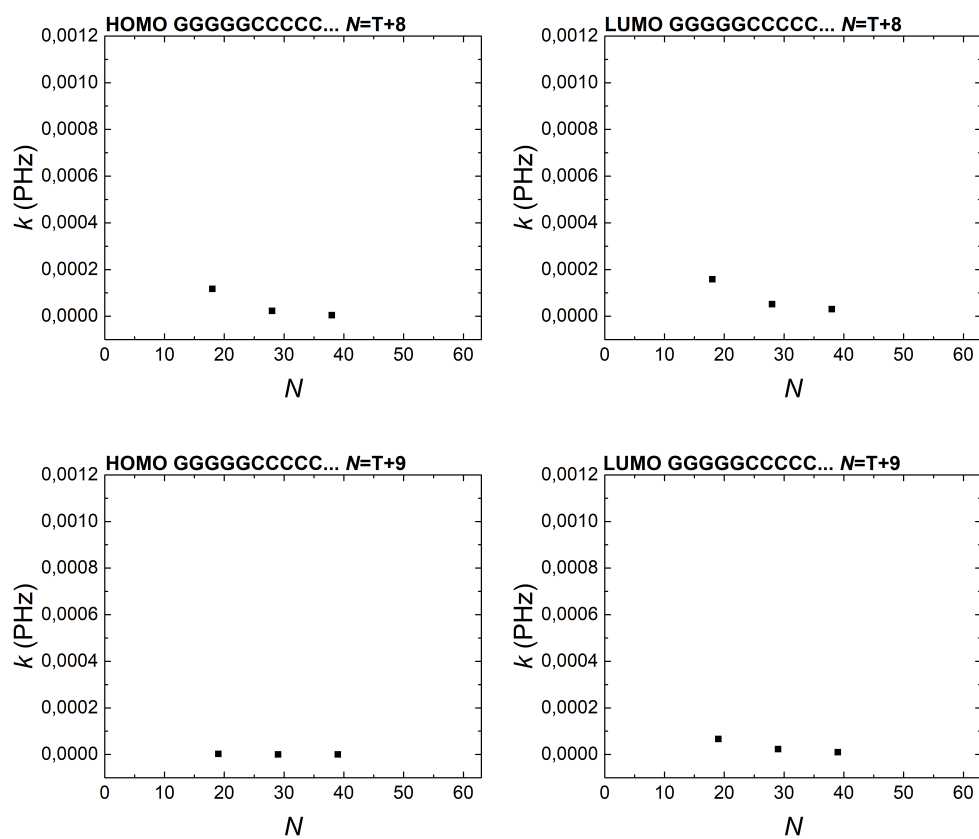 HOMO GGGGGCCCCC... N=T+8
0,0012
0,0010
0,0008
0,0006
0,0004
0,0002
0,0000
k (PHz)
0 10 20 30 40 50 60
N
LUMO GGGGGCCCCC... N=T+8
0,0012
0,0010
0,0008
0,0006
0,0004
0,0002
0,0000
k (PHz)
0 10 20 30 40 50 60
N
HOMO GGGGGCCCCC... N=T+9
0,0012
0,0010
0,0008
0,0006
0,0004
0,0002
0,0000
k (PHz)
0 10 20 30 40 50 60
N
LUMO GGGGGCCCCC... N=T+9
0,0012
0,0010
0,0008
0,0006
0,0004
0,0002
0,0000
k (PHz)
0 10 20 30 40 50 60
N